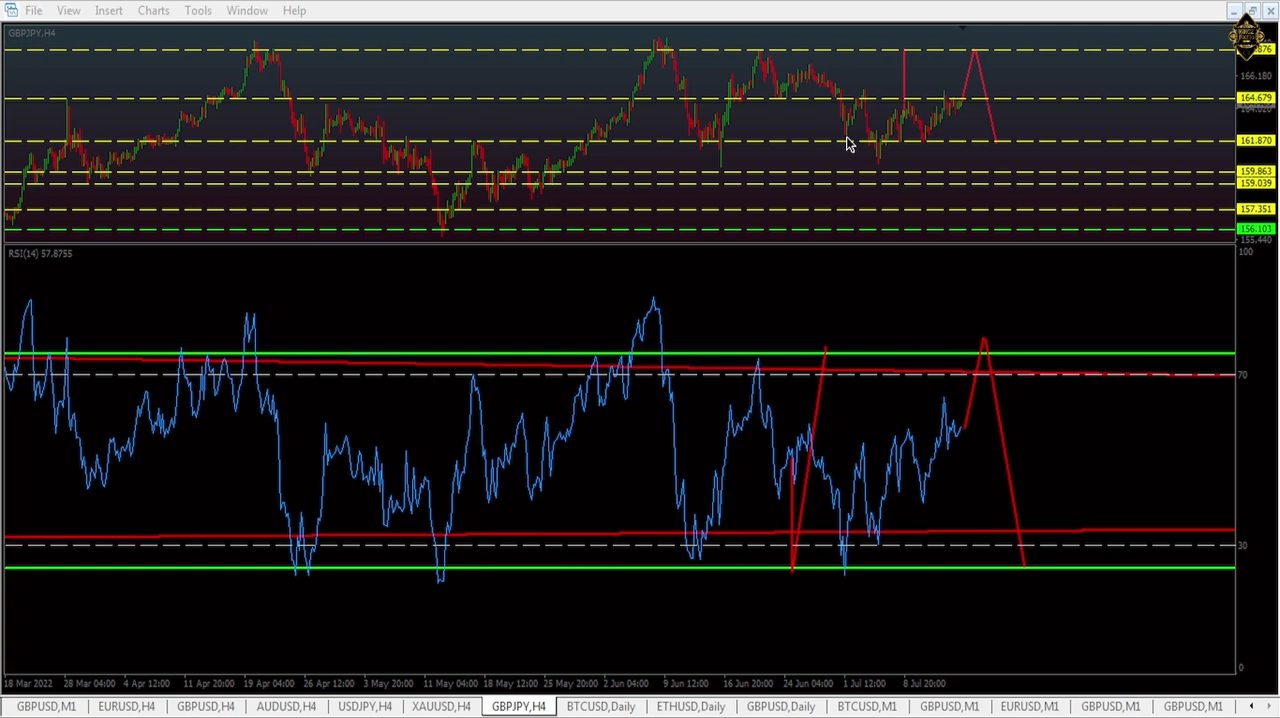 File View Insert Charts Tools Window Help
GBPJPY,H4
.876
166.180
164.679
161.870
159.863
159.039
157.351
156.103
155.440
RSI(14) 57.8755
100
70
30
0
18 Mar 2022 28 Mar 04:00 4 Apr 12:00 11 Apr 20:00 19 Apr 04:00 26 Apr 12:00 3 May 20:00 11 May 04:00 18 May 12:00 25 May 20:00 2 Jun 04:00 9 Jun 12:00 16 Jun 20:00 24 Jun 04:00 1 Jul 12:00 8 Jul 20:00
GBPUSD,M1 EURUSD,H4 GBPUSD,H4 AUDUSD,H4 USDJPY,H4 XAUUSD,H4 GBPJPY,H4 BTCUSD,Daily ETHUSD,Daily GBPUSD,Daily BTCUSD,M1 GBPUSD,M1 EURUSD,M1 GBPUSD,M1 GBPUSD,M1